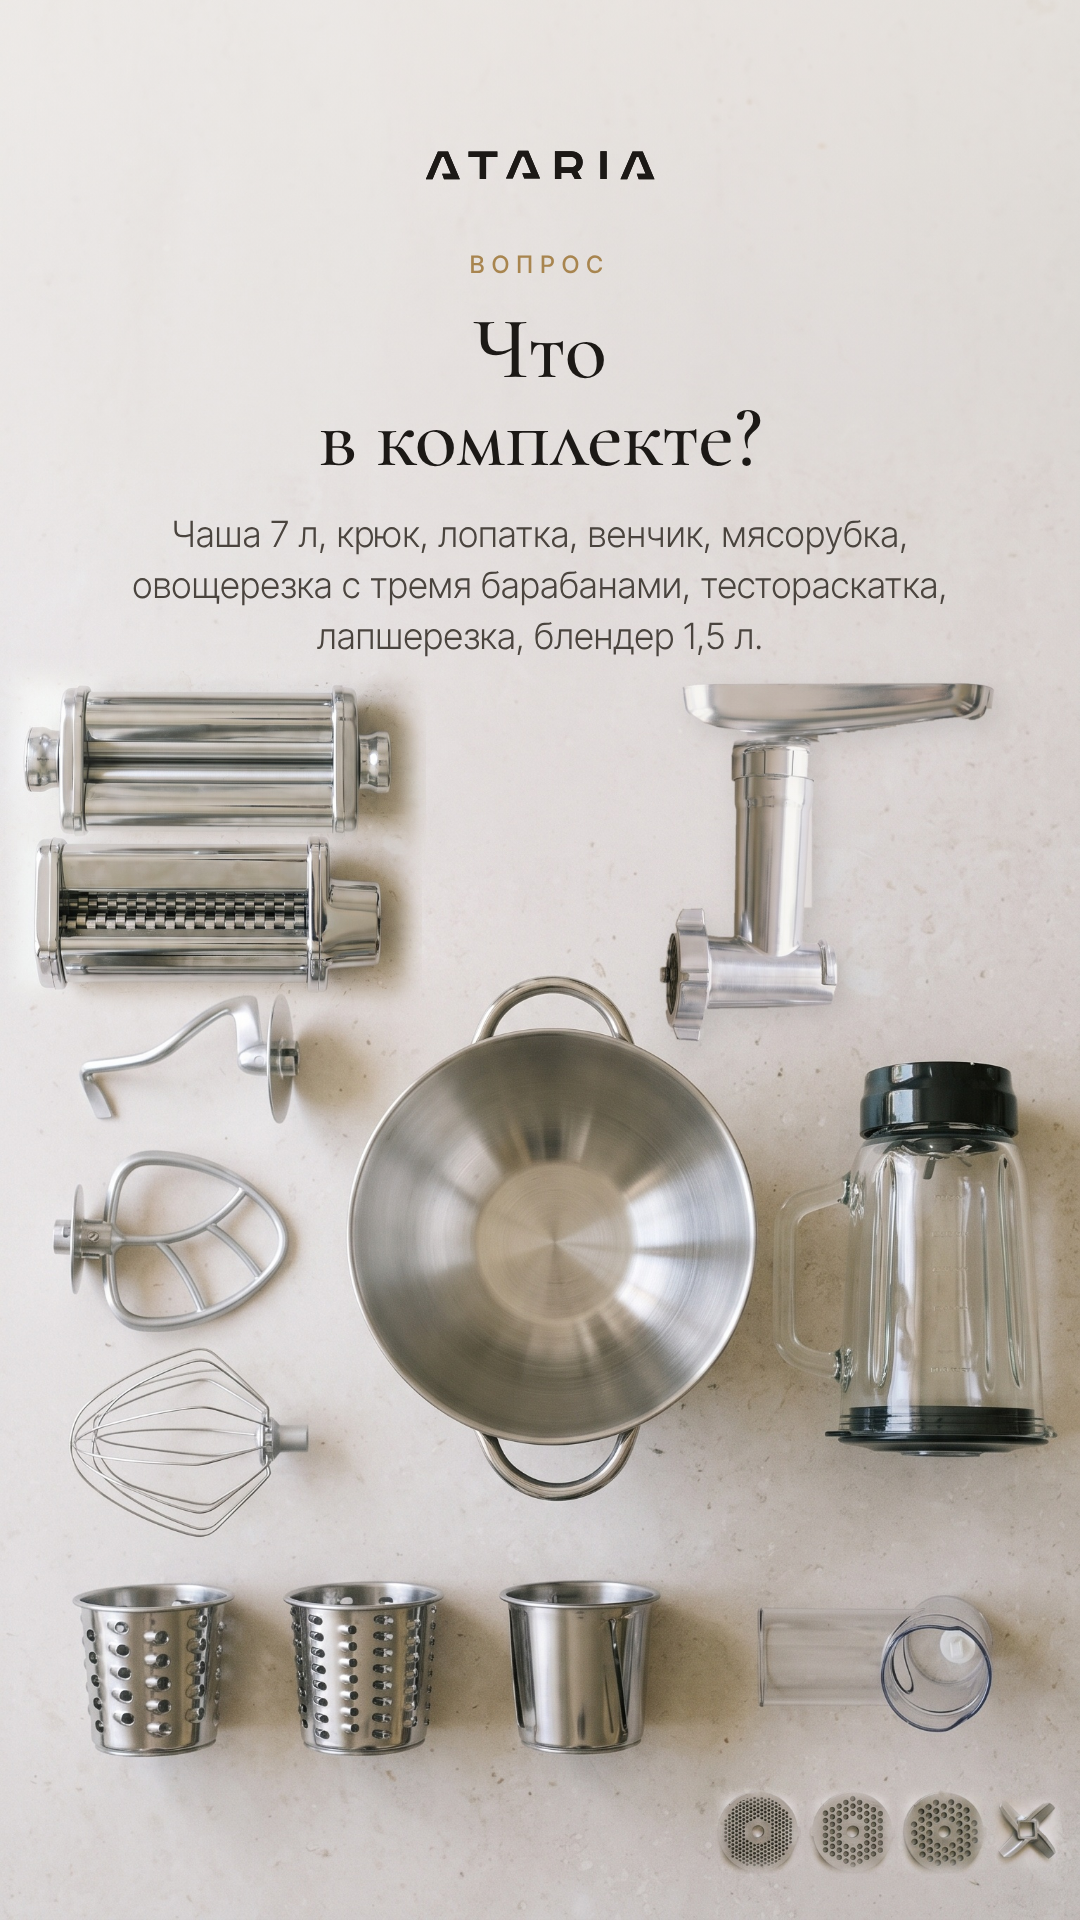 ATARIA
ВОПРОС
Что
в комплекте?
Чаша 7 л, крюк, лопатка, венчик, мясорубка,
овощерезка с тремя барабанами, тестораскатка,
лапшерезка, блендер 1,5 л.